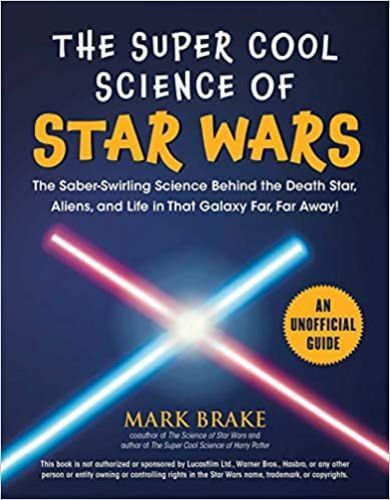 THE SUPER COOL
SCIENCE OF
STAR WARS
The Saber-Swirling Science Behind the Death Star,
Aliens, and Life in That Galaxy Far, Far Away!
AN
UNOFFICIAL
GUIDE
MARK BRAKE
coauthor of The Science of Star Wars and
author of The Super Cool Science of Harry Potter
This book is not authorized or sponsored by Lucasfilm Ltd., Warner Bros., Hasbro, or any other
person or entity owning or controlling rights in the Star Wars name, trademark, or copyrights.